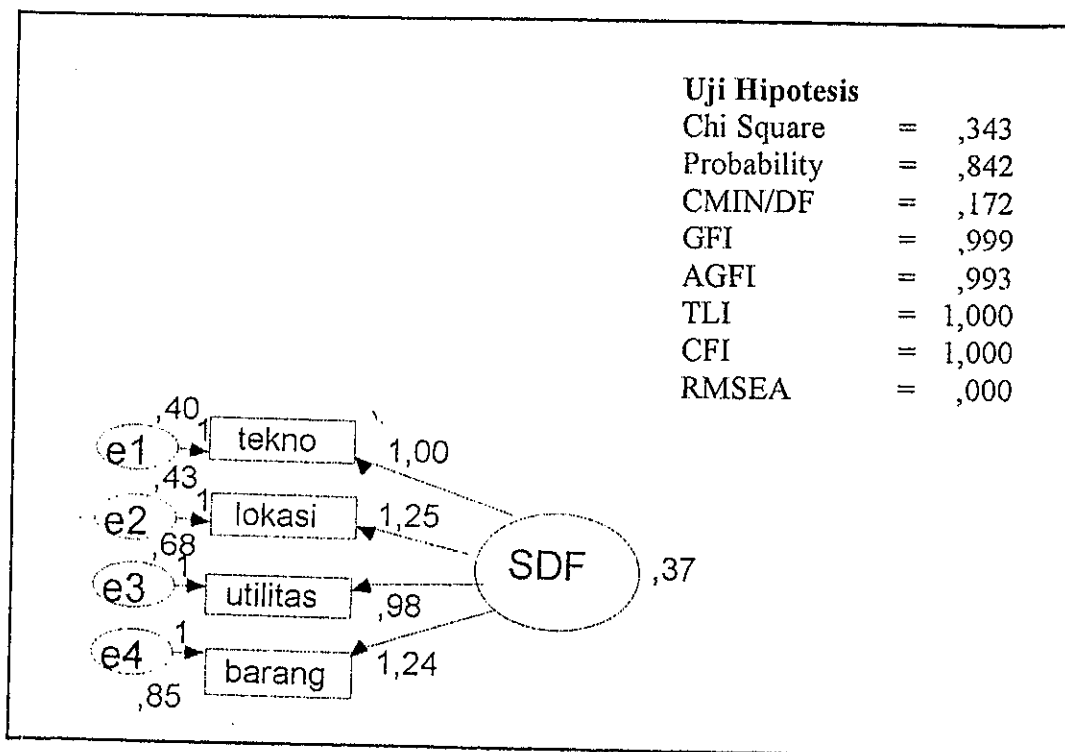 Uji Hipotesis
Chi Square = ,343
Probability = ,842
CMIN/DF = ,172
GFI = ,999
AGFI = ,993
TLI = 1,000
CFI = 1,000
RMSEA = ,000
,40
e1 1 tekno 1,00
,43
e2 1 lokasi 1,25
,68
e3 1 utilitas ,98
SDF ,37
e4 1 barang 1,24
,85